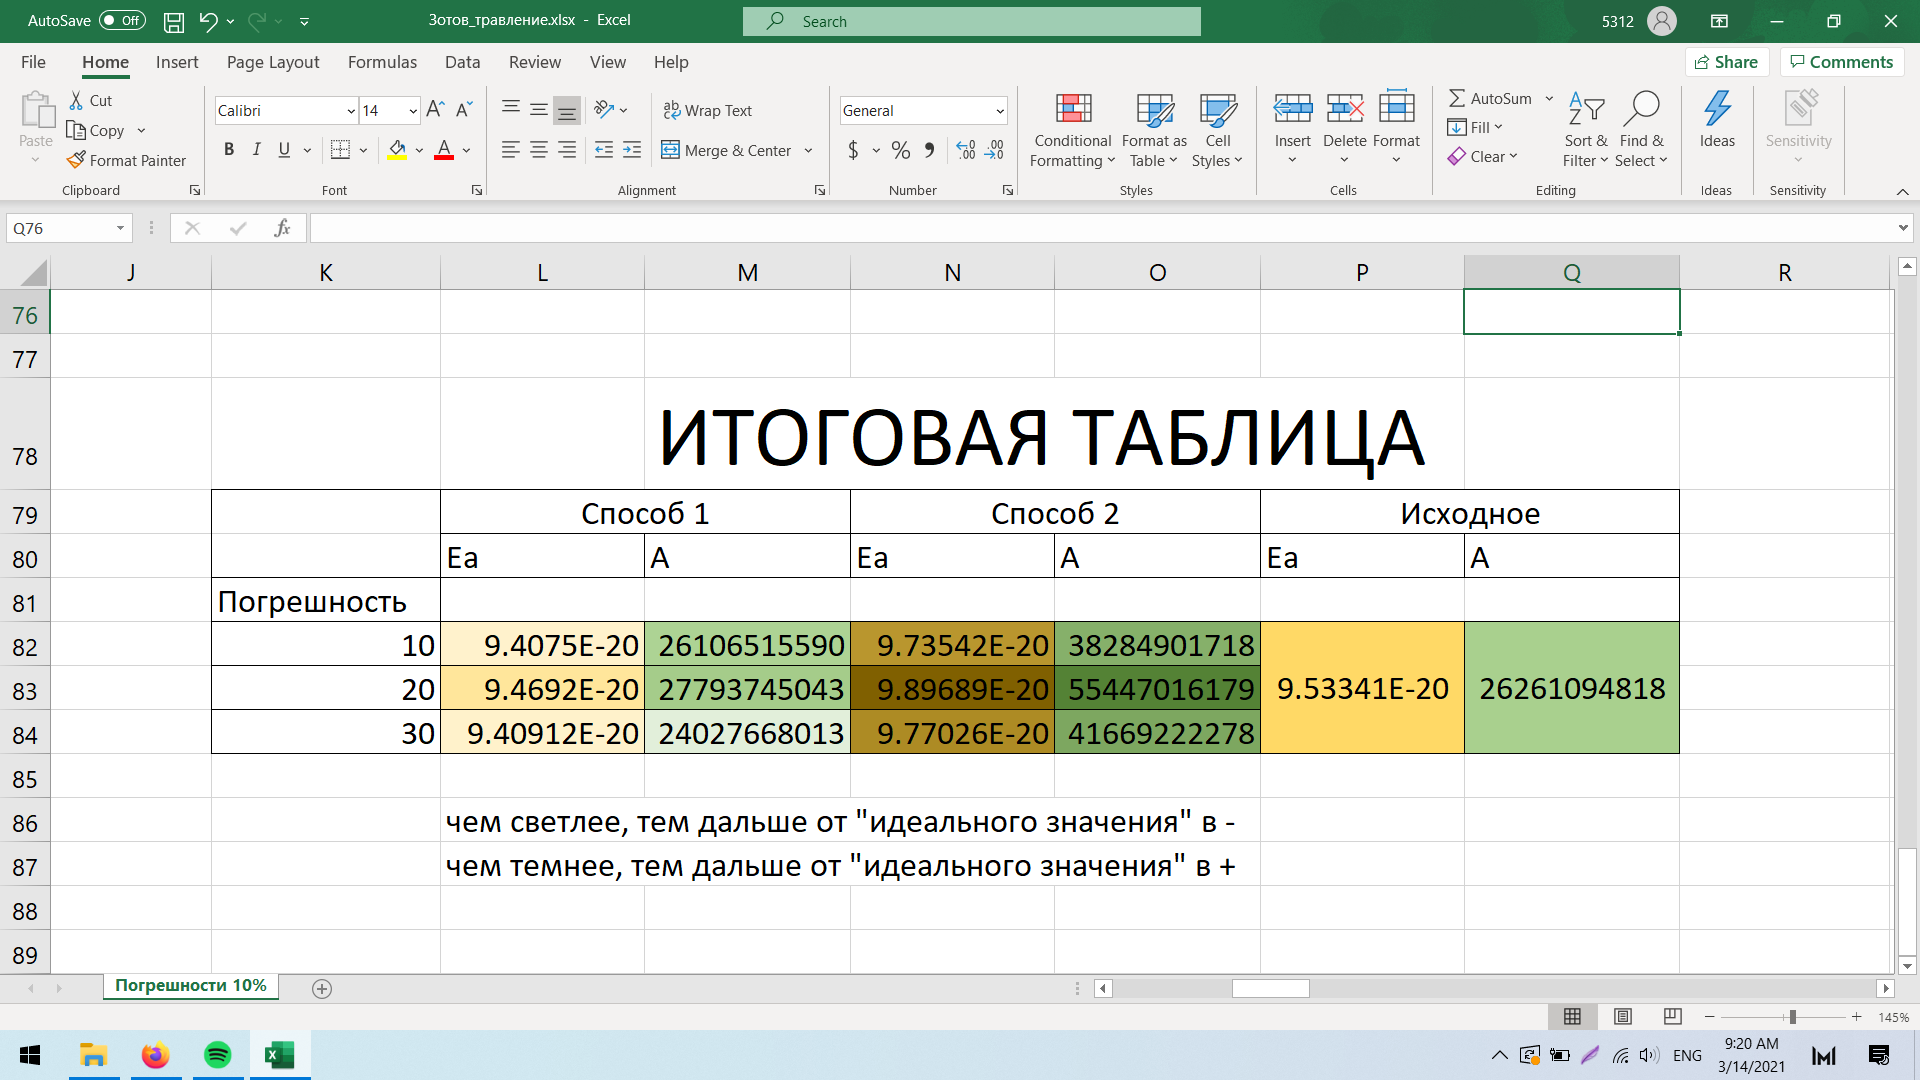 AutoSave Off Зотов_травление.xlsx - Excel Search 5312
File Home Insert Page Layout Formulas Data Review View Help Share Comments
Paste Cut Copy Format Painter Clipboard
Calibri 14 A A B I U A Font
ab Wrap Text Merge & Center Alignment
General $ % Number
Conditional Formatting Format as Table Cell Styles Styles
Insert Delete Format Cells
AutoSum Fill Clear Sort & Filter Find & Select Editing
Ideas Ideas
Sensitivity Sensitivity
Q76 fx
J K L M N O P Q R
76
77
78 ИТОГОВАЯ ТАБЛИЦА
79 Способ 1 Способ 2 Исходное
80 Ea A Ea A Ea A
81 Погрешность
82 10 9.4075E-20 26106515590 9.73542E-20 38284901718
83 20 9.4692E-20 27793745043 9.89689E-20 55447016179 9.53341E-20 26261094818
84 30 9.40912E-20 24027668013 9.77026E-20 41669222278
85
86 чем светлее, тем дальше от "идеального значения" в -
87 чем темнее, тем дальше от "идеального значения" в +
88
89
Погрешности 10%
145%
ENG 9:20 AM
3/14/2021